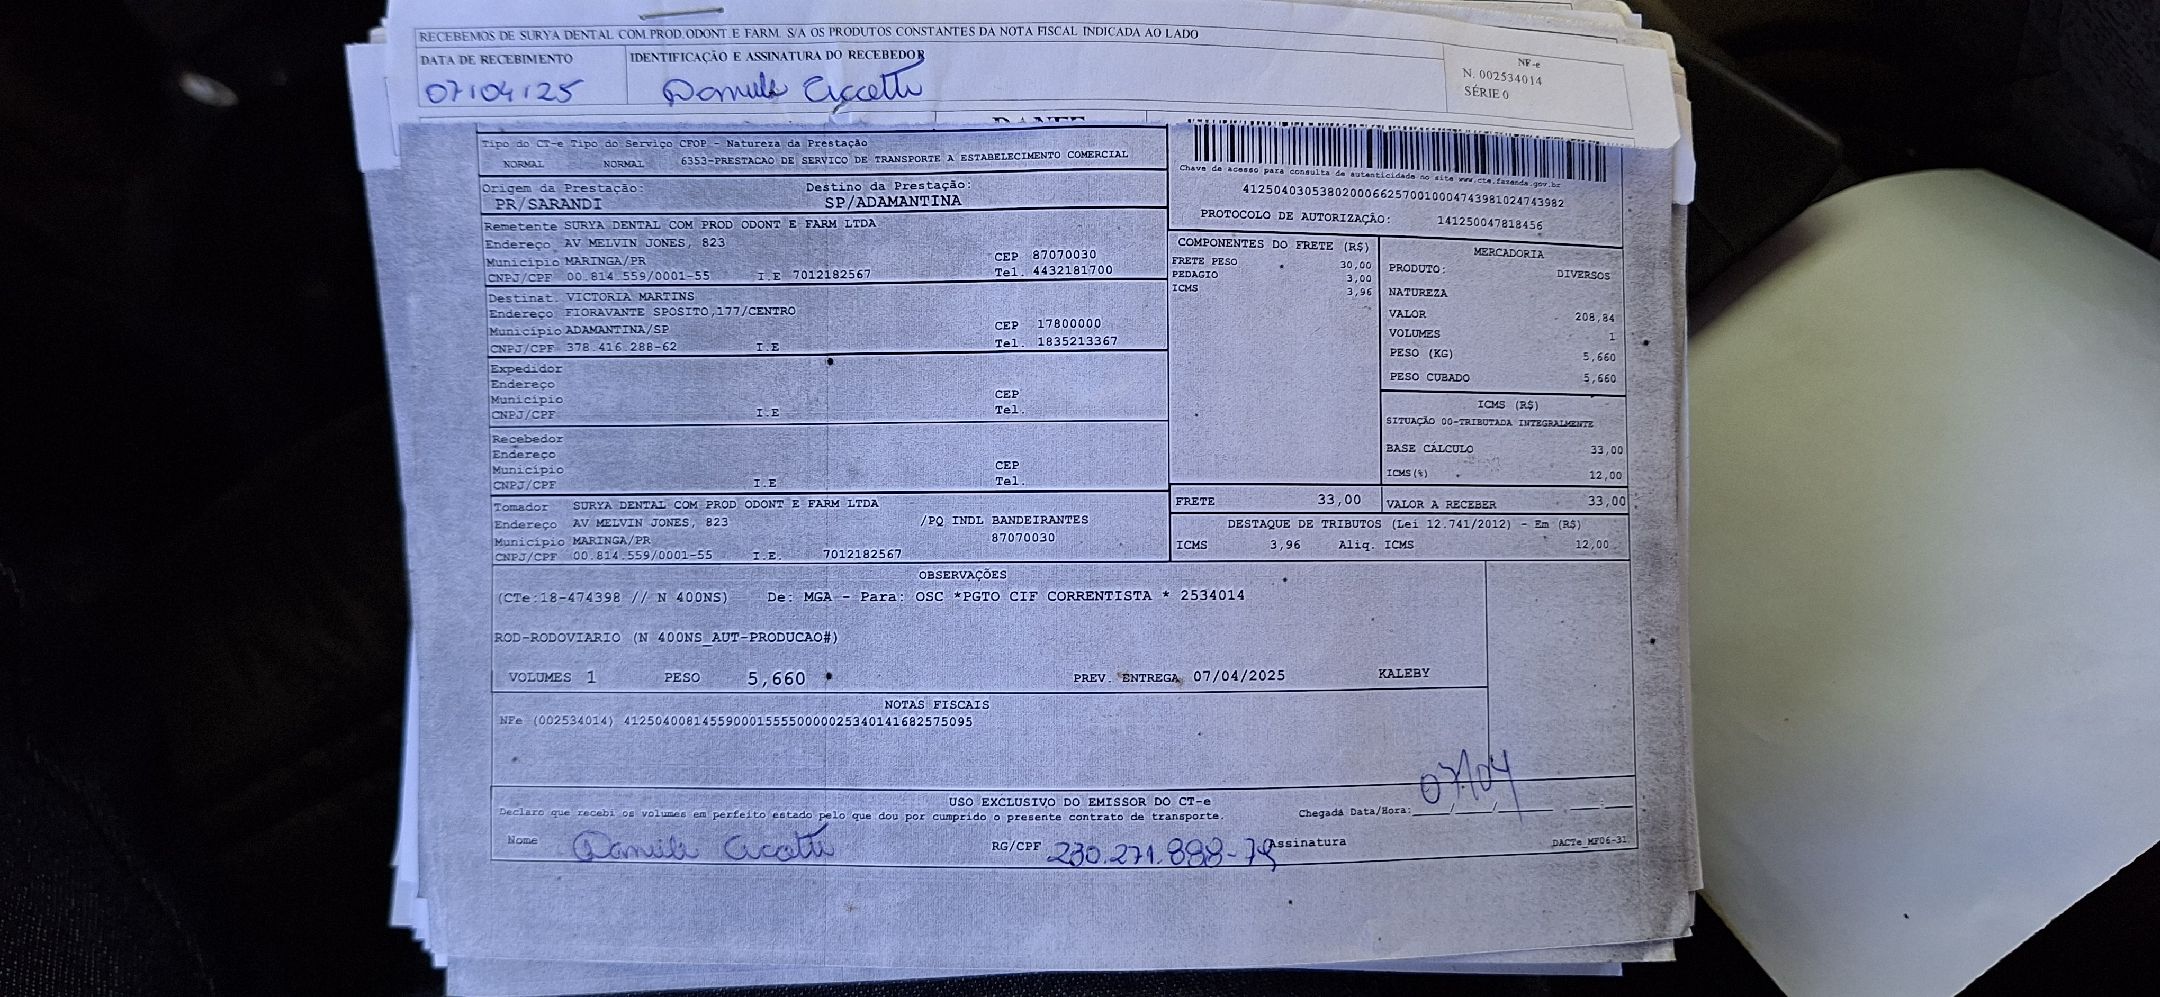 RECEBEMOS DE SURYA DENTAL COM.PROD.ODONT.E FARM. S/A OS PRODUTOS CONSTANTES DA NOTA FISCAL INDICADA AO LADO
DATA DE RECEBIMENTO IDENTIFICAÇÃO E ASSINATURA DO RECEBEDOR
07/04/25
NF-e
N. 002534014
SÉRIE 0
DANFE
Tipo do CT-e Tipo do Serviço CFOP - Natureza da Prestação
NORMAL NORMAL 6353-PRESTACAO DE SERVICO DE TRANSPORTE A ESTABELECIMENTO COMERCIAL
Origem da Prestação: Destino da Prestação:
PR/SARANDI SP/ADAMANTINA
Remetente SURYA DENTAL COM PROD ODONT E FARM LTDA
Endereço AV MELVIN JONES, 823
Município MARINGA/PR CEP 87070030
CNPJ/CPF 00.814.559/0001-55 I.E 7012182567 Tel. 4432181700
Destinat. VICTORIA MARTINS
Endereço FIORAVANTE SPOSITO,177/CENTRO
Município ADAMANTINA/SP CEP 17800000
CNPJ/CPF 378.416.288-62 I.E Tel. 1835213367
Expedidor
Endereço
Município CEP
CNPJ/CPF I.E Tel.
Recebedor
Endereço
Município CEP
CNPJ/CPF I.E Tel.
Tomador SURYA DENTAL COM PROD ODONT E FARM LTDA
Endereço AV MELVIN JONES, 823 /PQ INDL BANDEIRANTES
Município MARINGA/PR 87070030
CNPJ/CPF 00.814.559/0001-55 I.E. 7012182567
Chave de acesso para consulta de autenticidade no site www.cte.fazenda.gov.br
41250403053802000662570010004743981024743982
PROTOCOLO DE AUTORIZAÇÃO: 141250047818456
COMPONENTES DO FRETE (R$)
FRETE PESO 30,00
PEDAGIO 3,00
ICMS 3,96
MERCADORIA
PRODUTO: DIVERSOS
NATUREZA
VALOR 208,84
VOLUMES 1
PESO (KG) 5,660
PESO CUBADO 5,660
ICMS (R$)
SITUAÇÃO 00-TRIBUTADA INTEGRALMENTE
BASE CÁLCULO 33,00
ICMS(%) 12,00
FRETE 33,00 VALOR A RECEBER 33,00
DESTAQUE DE TRIBUTOS (Lei 12.741/2012) - Em (R$)
ICMS 3,96 Aliq. ICMS 12,00
OBSERVAÇÕES
(CTe:18-474398 // N 400NS) De: MGA - Para: OSC *PGTO CIF CORRENTISTA * 2534014
ROD-RODOVIARIO (N 400NS_AUT-PRODUCAO#)
VOLUMES 1 PESO 5,660 PREV. ENTREGA 07/04/2025 KALEBY
NOTAS FISCAIS
NFe (002534014) 41250400814559000155550000025340141682575095
USO EXCLUSIVO DO EMISSOR DO CT-e
Declaro que recebi os volumes em perfeito estado pelo que dou por cumprido o presente contrato de transporte. Chegada Data/Hora: 07/04
Nome RG/CPF 230.271.898-79 Assinatura DACTe_MF06-31